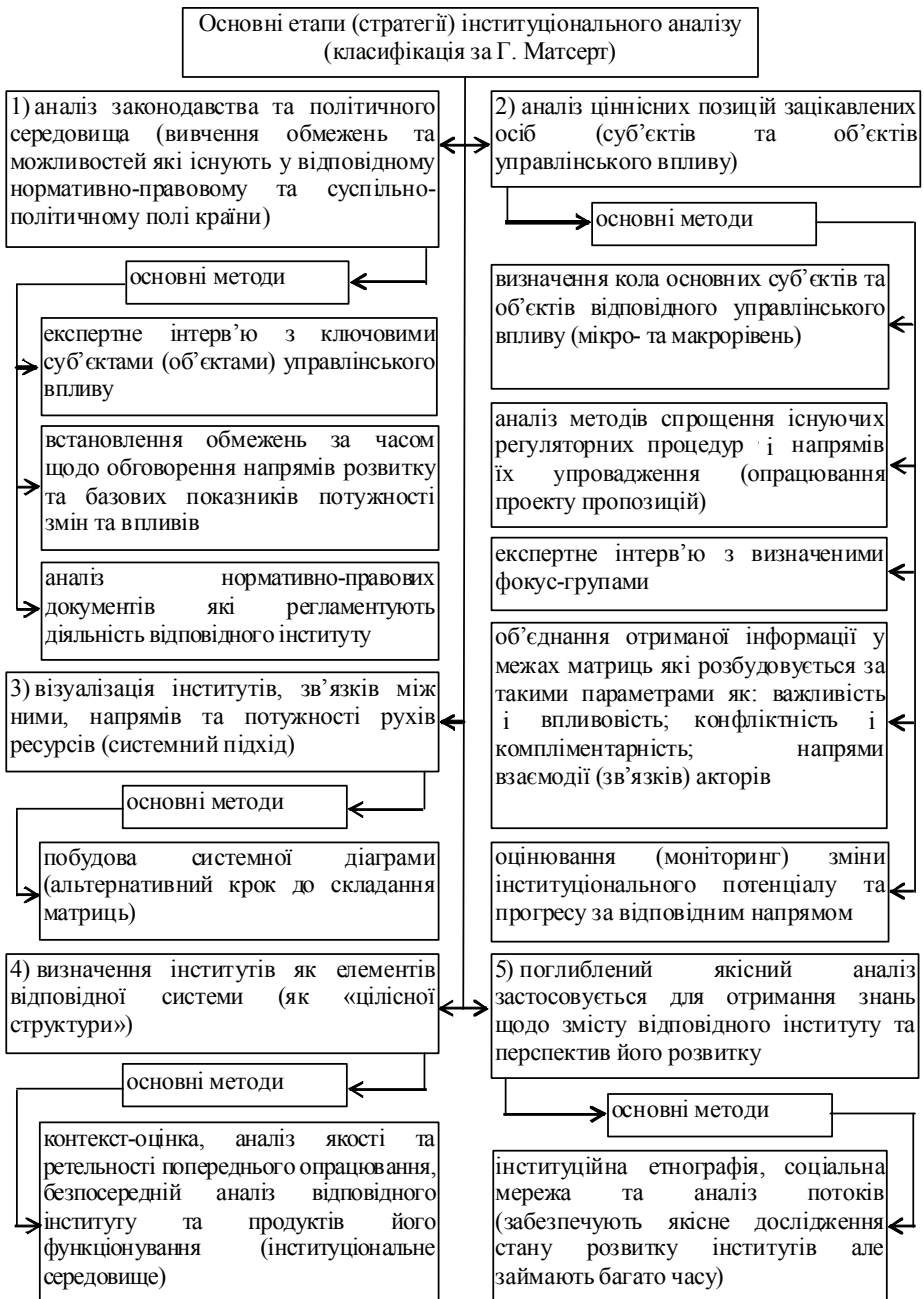 Основні етапи (стратегії) інституціонального аналізу
(класифікація за Г. Матсерт)
1) аналіз законодавства та політичного
середовища (вивчення обмежень та
можливостей які існують у відповідному
нормативно-правовому та суспільно-
політичному полі країни)
основні методи
експертне інтерв’ю з ключовими
суб’єктами (об’єктами) управлінського
впливу
встановлення обмежень за часом
щодо обговорення напрямів розвитку
та базових показників потужності
змін та впливів
аналіз нормативно-правових
документів які регламентують
діяльність відповідного інституту
2) аналіз ціннісних позицій зацікавлених
осіб (суб’єктів та об’єктів
управлінського впливу)
основні методи
визначення кола основних суб’єктів та
об’єктів відповідного управлінського
впливу (мікро- та макрорівень)
аналіз методів спрощення існуючих
регуляторних процедур і напрямів
їх упровадження (опрацювання
проекту пропозицій)
експертне інтерв’ю з визначеними
фокус-групами
об’єднання отриманої інформації у
межах матриць які розбудовується за
такими параметрами як: важливість
і впливовість; конфліктність і
компліментарність; напрями
взаємодії (зв’язків) акторів
оцінювання (моніторинг) зміни
інституціонального потенціалу та
прогресу за відповідним напрямом
3) візуалізація інститутів, зв’язків між
ними, напрямів та потужності рухів
ресурсів (системний підхід)
основні методи
побудова системної діаграми
(альтернативний крок до складання
матриць)
4) визначення інститутів як елементів
відповідної системи (як «цілісної
структури»)
основні методи
контекст-оцінка, аналіз якості та
ретельності попереднього опрацювання,
безпосередній аналіз відповідного
інституту та продуктів його
функціонування (інституціональне
середовище)
5) поглиблений якісний аналіз
застосовується для отримання знань
щодо змісту відповідного інституту та
перспектив його розвитку
основні методи
інституційна етнографія, соціальна
мережа та аналіз потоків
(забезпечують якісне дослідження
стану розвитку інститутів але
займають багато часу)